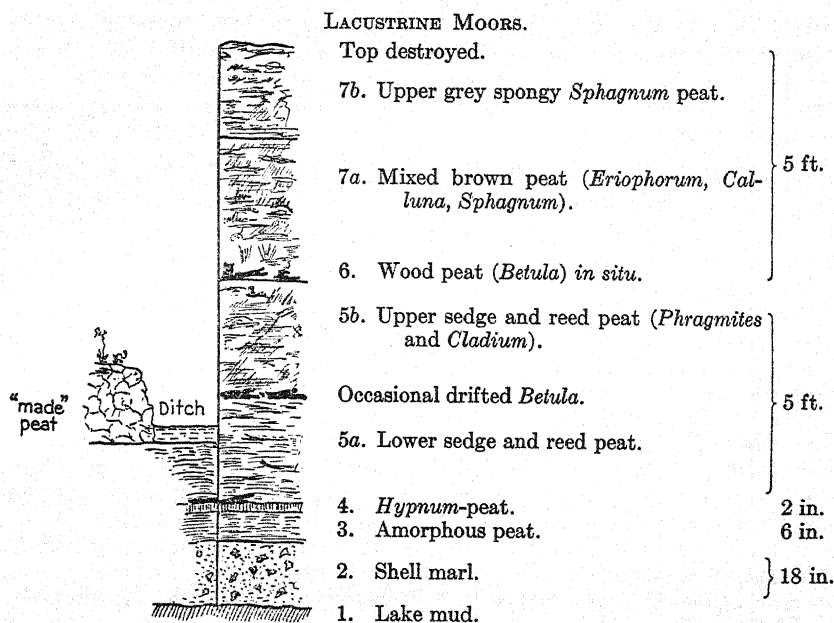 LACUSTRINE MOORS.
Top destroyed.
7b. Upper grey spongy Sphagnum peat.
5 ft.
7a. Mixed brown peat (Eriophorum, Cal-
luna, Sphagnum).
6. Wood peat (Betula) in situ.
5b. Upper sedge and reed peat (Phragmites
and Cladium).
"made"
peat
Ditch
Occasional drifted Betula.
5 ft.
5a. Lower sedge and reed peat.
4. Hypnum-peat. 2 in.
3. Amorphous peat. 6 in.
2. Shell marl. 18 in.
1. Lake mud.